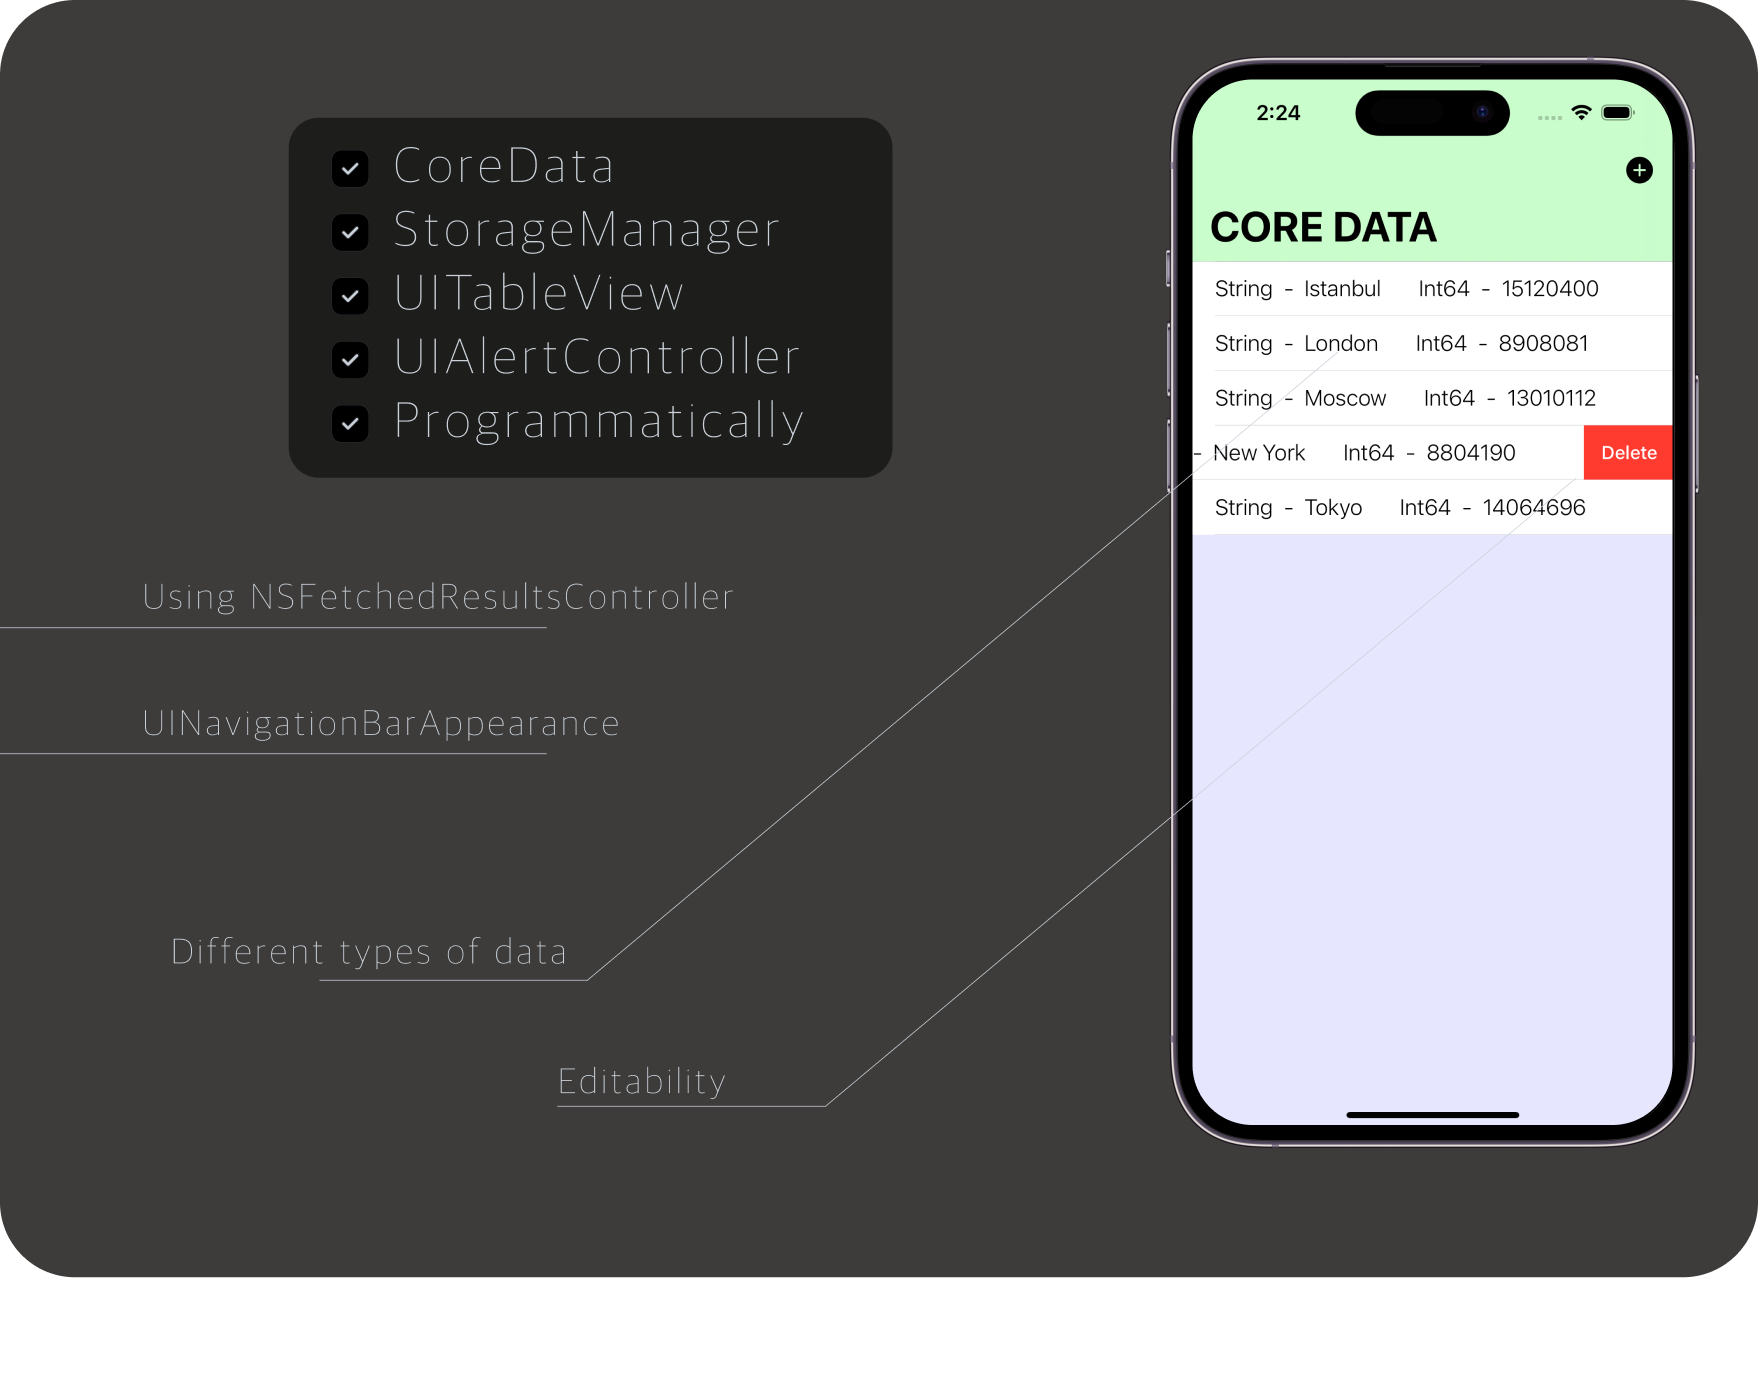 CoreData
StorageManager
UITableView
UIAlertController
Programmatically
Using NSFetchedResultsController
UINavigationBarAppearance
Different types of data
Editability
2:24
CORE DATA
String - Istanbul Int64 - 15120400
String - London Int64 - 8908081
String - Moscow Int64 - 13010112
- New York Int64 - 8804190 Delete
String - Tokyo Int64 - 14064696